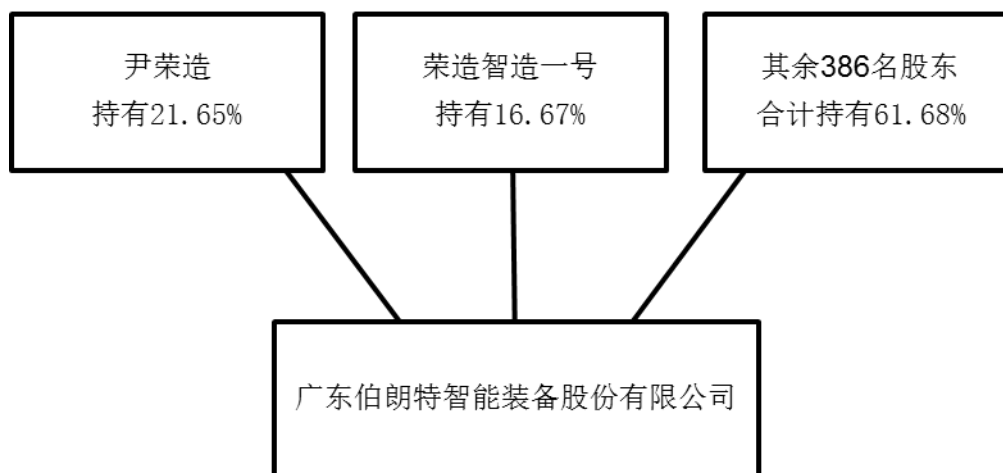 尹荣造
持有21.65%
荣造智造一号
持有16.67%
其余386名股东
合计持有61.68%
广东伯朗特智能装备股份有限公司